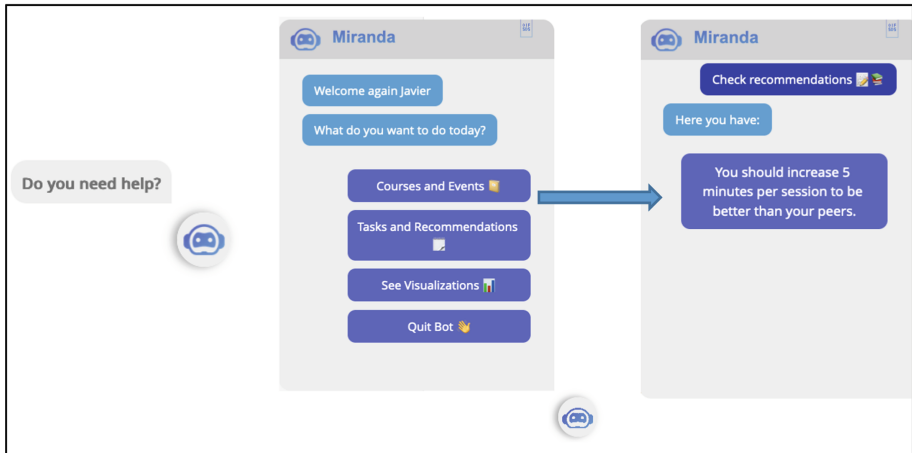 Do you need help?
Miranda
Welcome again Javier
What do you want to do today?
Courses and Events
Tasks and Recommendations
See Visualizations
Quit Bot
Miranda
Check recommendations
Here you have:
You should increase 5
minutes per session to be
better than your peers.